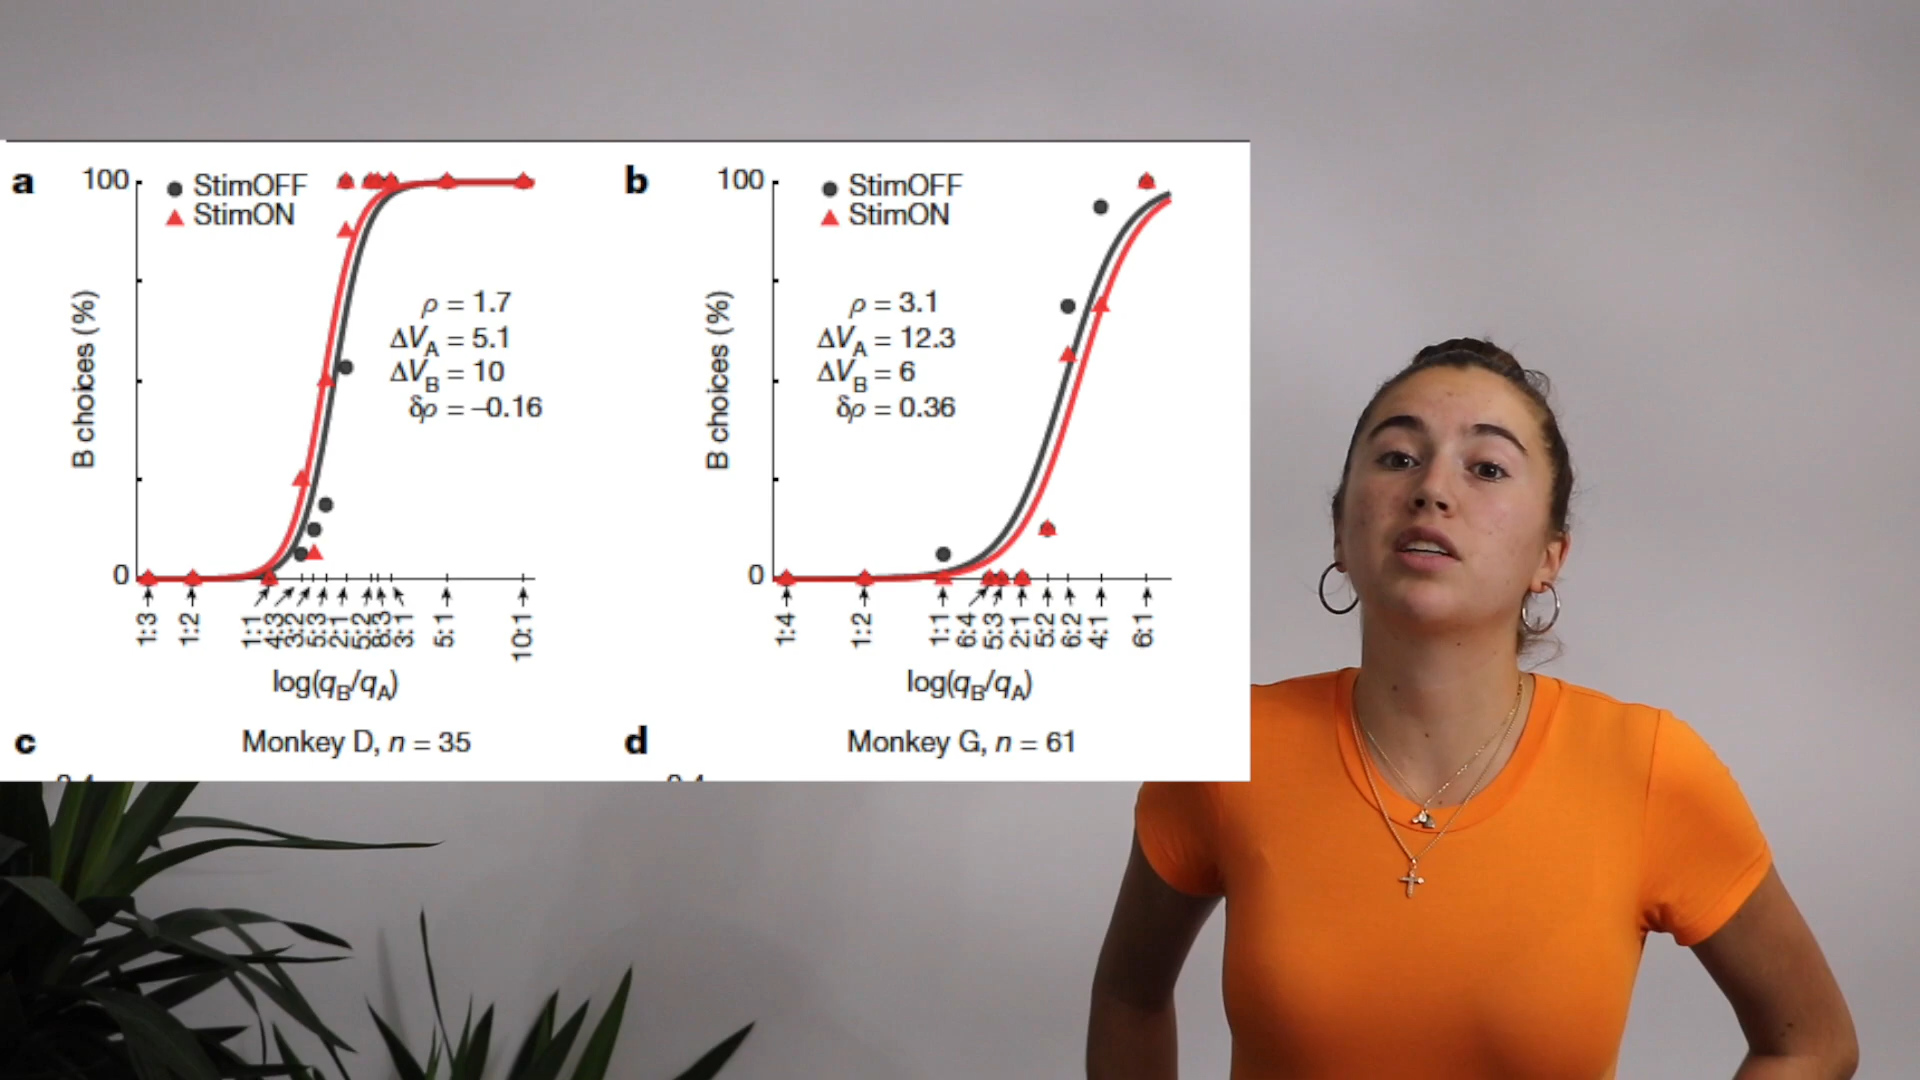 a
100
StimOFF
StimON
B choices (%)
ρ = 1.7
ΔVA = 5.1
ΔVB = 10
δρ = –0.16
0
1:3 1:2 1:1 4:3 3:2 5:3 2:1 5:2 8:3 3:1 5:1 10:1
log(qB/qA)
b
100
StimOFF
StimON
B choices (%)
ρ = 3.1
ΔVA = 12.3
ΔVB = 6
δρ = 0.36
0
1:4 1:2 1:1 6:4 5:3 2:1 5:2 6:2 4:1 6:1
log(qB/qA)
c Monkey D, n = 35
d Monkey G, n = 61